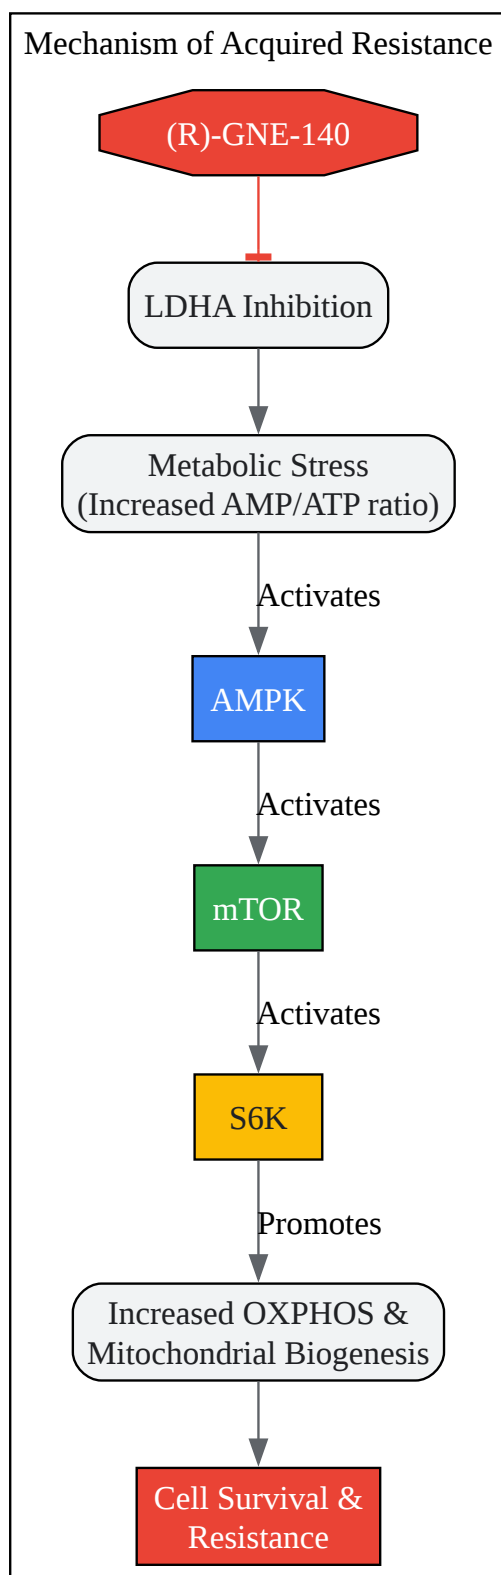 Mechanism of Acquired Resistance
(R)-GNE-140
LDHA Inhibition
Metabolic Stress
(Increased AMP/ATP ratio)
Activates
AMPK
Activates
mTOR
Activates
S6K
Promotes
Increased OXPHOS &
Mitochondrial Biogenesis
Cell Survival &
Resistance